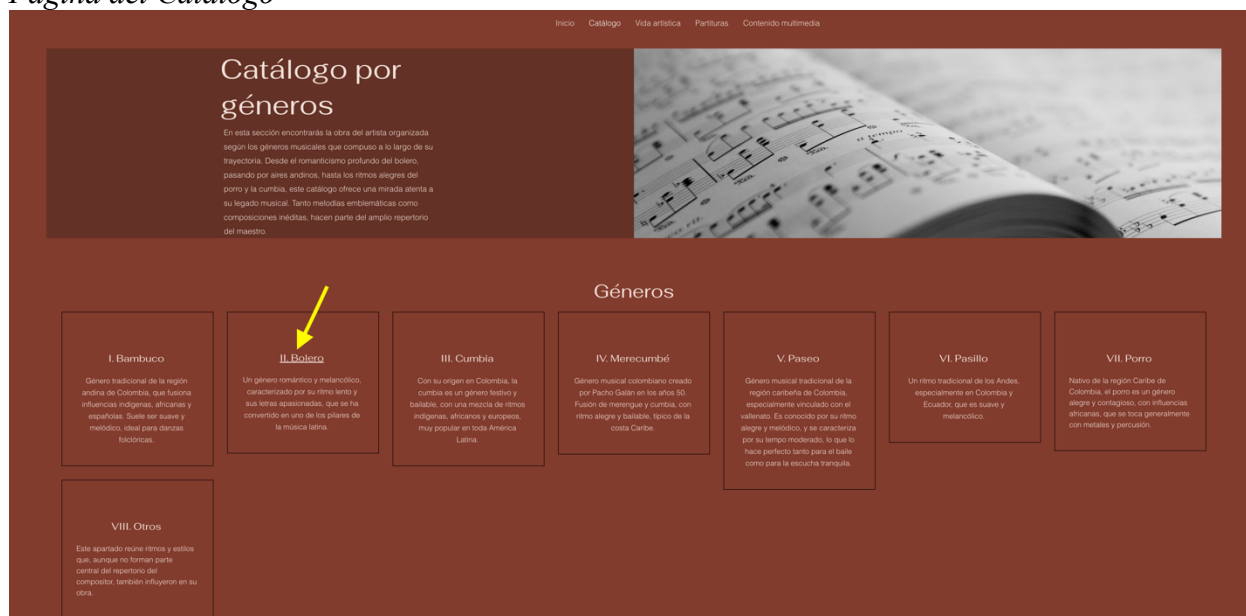 Página del Catálogo
Inicio Catálogo Vida artística Partituras Contenido multimedia
Catálogo por
géneros
En esta sección encontrarás la obra del artista organizada
según los géneros musicales que compuso a lo largo de su
trayectoria. Desde el romanticismo profundo del bolero,
pasando por aires andinos, hasta los ritmos alegres del
porro y la cumbia, este catálogo ofrece una mirada atenta a
su legado musical. Tanto melodías emblemáticas como
composiciones inéditas, hacen parte del amplio repertorio
del maestro.
a tempo
Géneros
I. Bambuco
Género tradicional de la región
andina de Colombia, que fusiona
influencias indígenas, africanas y
españolas. Suele ser suave y
melódico, ideal para danzas
folclóricas.
II. Bolero
Un género romántico y melancólico,
caracterizado por su ritmo lento y
sus letras apasionadas, que se ha
convertido en uno de los pilares de
la música latina.
III. Cumbia
Con su origen en Colombia, la
cumbia es un género festivo y
bailable, con una mezcla de ritmos
indígenas, africanos y europeos,
muy popular en toda América
Latina.
IV. Merecumbé
Género musical colombiano creado
por Pacho Galán en los años 50.
Fusión de merengue y cumbia, con
ritmo alegre y bailable, típico de la
costa Caribe.
V. Paseo
Género musical tradicional de la
región caribeña de Colombia,
especialmente vinculado con el
vallenato. Es conocido por su ritmo
alegre y melódico, y se caracteriza
por su tempo moderado, lo que lo
hace perfecto tanto para el baile
como para la escucha tranquila.
VI. Pasillo
Un ritmo tradicional de los Andes,
especialmente en Colombia y
Ecuador, que es suave y
melancólico.
VII. Porro
Nativo de la región Caribe de
Colombia, el porro es un género
alegre y contagioso, con influencias
africanas, que se toca generalmente
con metales y percusión.
VIII. Otros
Este apartado reúne ritmos y estilos
que, aunque no forman parte
central del repertorio del
compositor, también influyeron en su
obra.